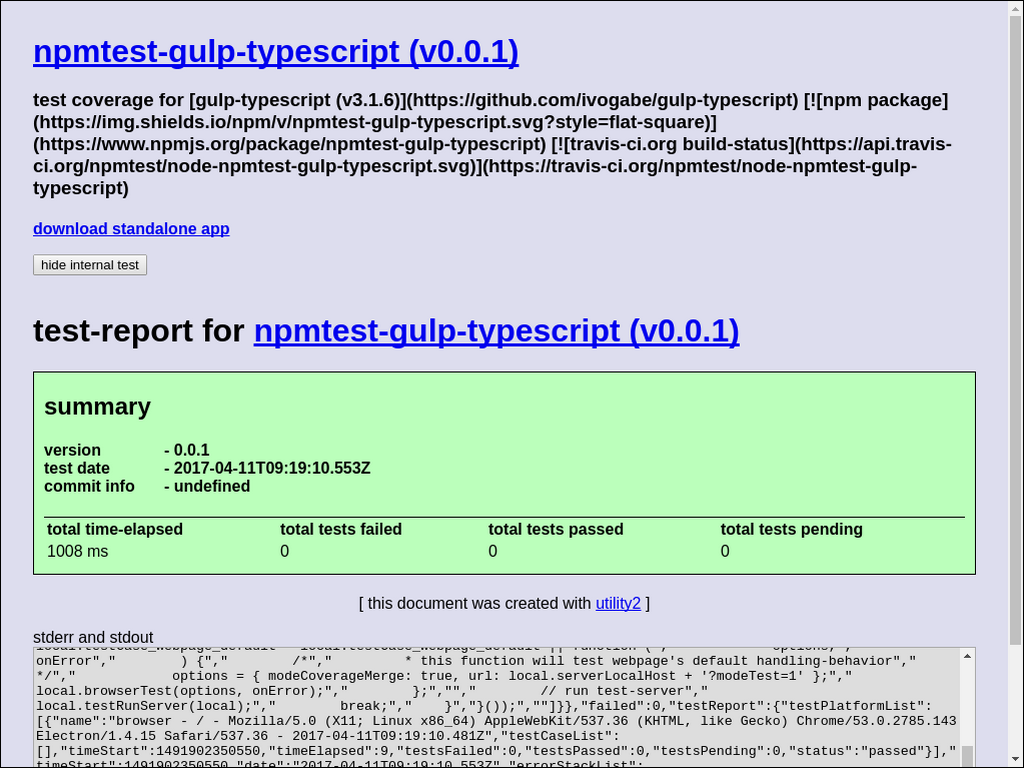 npmtest-gulp-typescript (v0.0.1)
test coverage for [gulp-typescript (v3.1.6)](https://github.com/ivogabe/gulp-typescript) [![npm package]
(https://img.shields.io/npm/v/npmtest-gulp-typescript.svg?style=flat-square)]
(https://www.npmjs.org/package/npmtest-gulp-typescript) [![travis-ci.org build-status](https://api.travis-
ci.org/npmtest/node-npmtest-gulp-typescript.svg)](https://travis-ci.org/npmtest/node-npmtest-gulp-
typescript)
download standalone app
hide internal test
test-report for npmtest-gulp-typescript (v0.0.1)
summary
version - 0.0.1
test date - 2017-04-11T09:19:10.553Z
commit info - undefined
total time-elapsed total tests failed total tests passed total tests pending
1008 ms 0 0 0
[ this document was created with utility2 ]
stderr and stdout
onError","        ) {","        /*","         * this function will test webpage's default handling-behavior","
*/","            options = { modeCoverageMerge: true, url: local.serverLocalHost + '?modeTest=1' };","
local.browserTest(options, onError);","        };","","        // run test-server","
local.testRunServer(local);","        break;","    }","}());",""]}},"failed":0,"testReport":{"testPlatformList":
[{"name":"browser - / - Mozilla/5.0 (X11; Linux x86_64) AppleWebKit/537.36 (KHTML, like Gecko) Chrome/53.0.2785.143
Electron/1.4.15 Safari/537.36 - 2017-04-11T09:19:10.481Z","testCaseList":
[],"timeStart":1491902350550,"timeElapsed":9,"testsFailed":0,"testsPassed":0,"testsPending":0,"status":"passed"}],"
timeStart":1491902350550,"date":"2017-04-11T09:19:10.553Z","errorStackList":